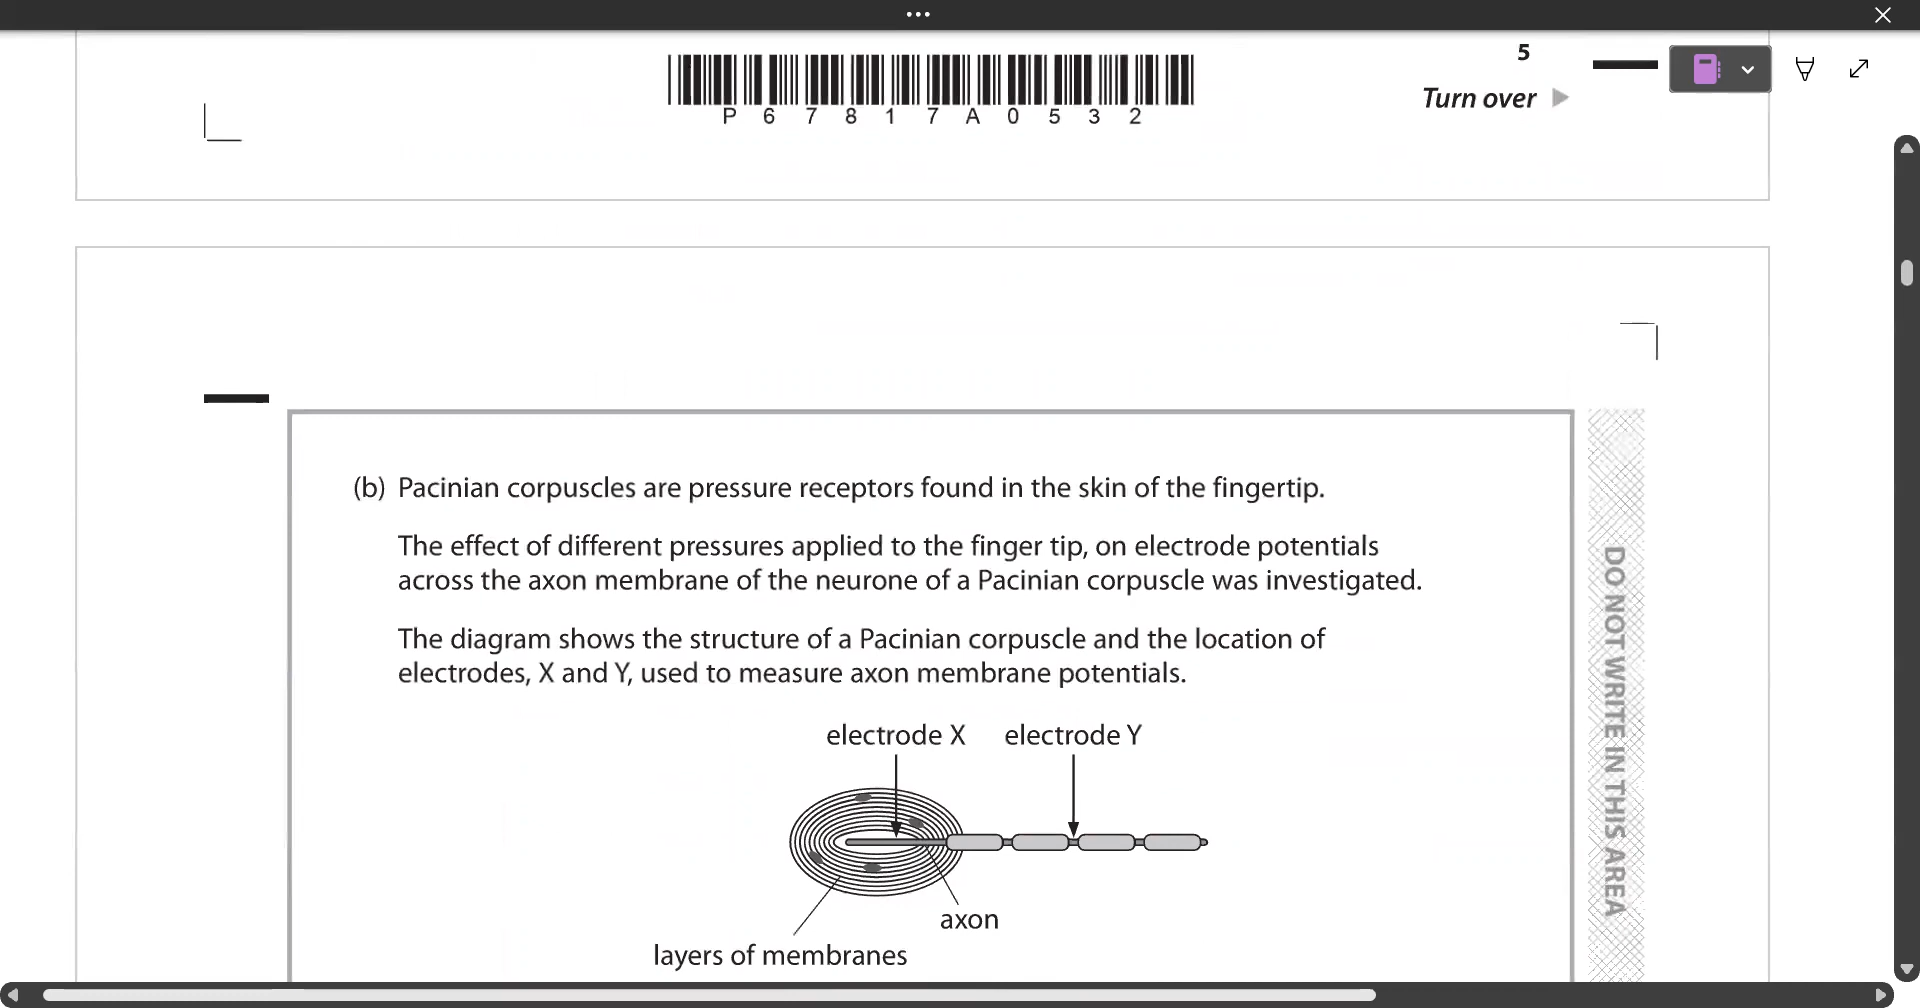 5
Turn over
P 6 7 8 1 7 A 0 5 3 2
(b) Pacinian corpuscles are pressure receptors found in the skin of the fingertip.
The effect of different pressures applied to the finger tip, on electrode potentials
across the axon membrane of the neurone of a Pacinian corpuscle was investigated.
The diagram shows the structure of a Pacinian corpuscle and the location of
electrodes, X and Y, used to measure axon membrane potentials.
electrode X electrode Y
axon
layers of membranes
DO NOT WRITE IN THIS AREA